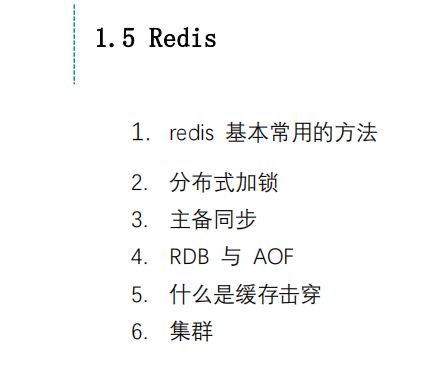 1.5 Redis
1. redis 基本常用的方法
2. 分布式加锁
3. 主备同步
4. RDB 与 AOF
5. 什么是缓存击穿
6. 集群